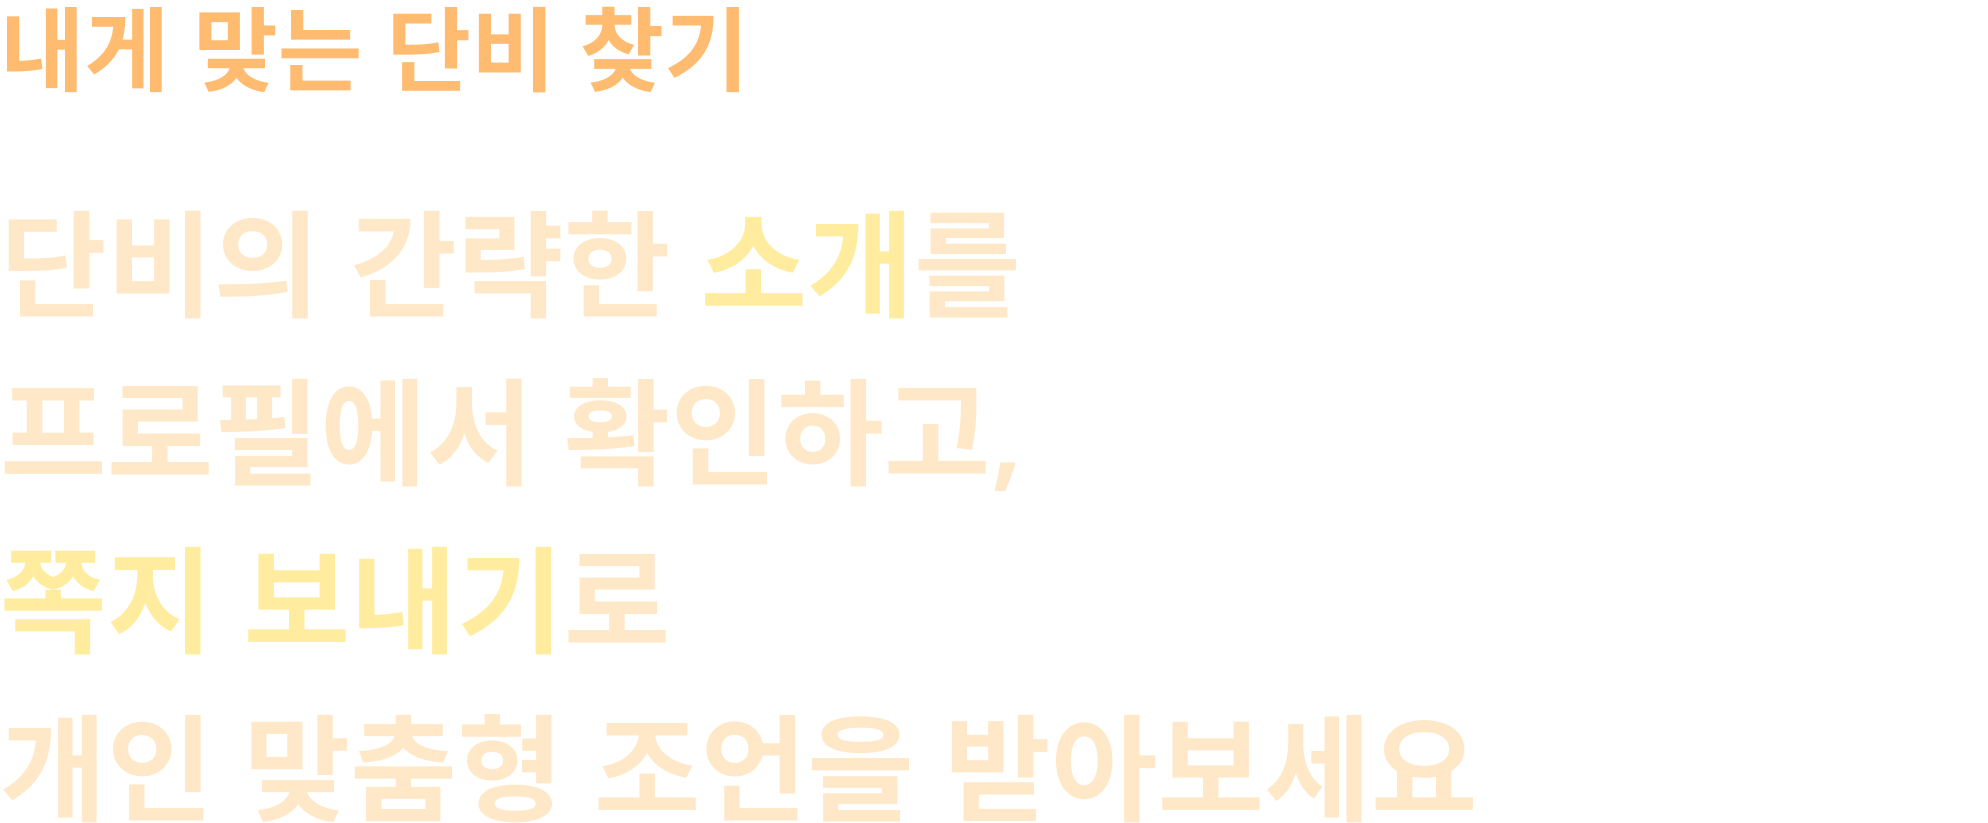 내게 맞는 단비 찾기
단비의 간략한 소개를
프로필에서 확인하고,
쪽지 보내기로
개인 맞춤형 조언을 받아보세요